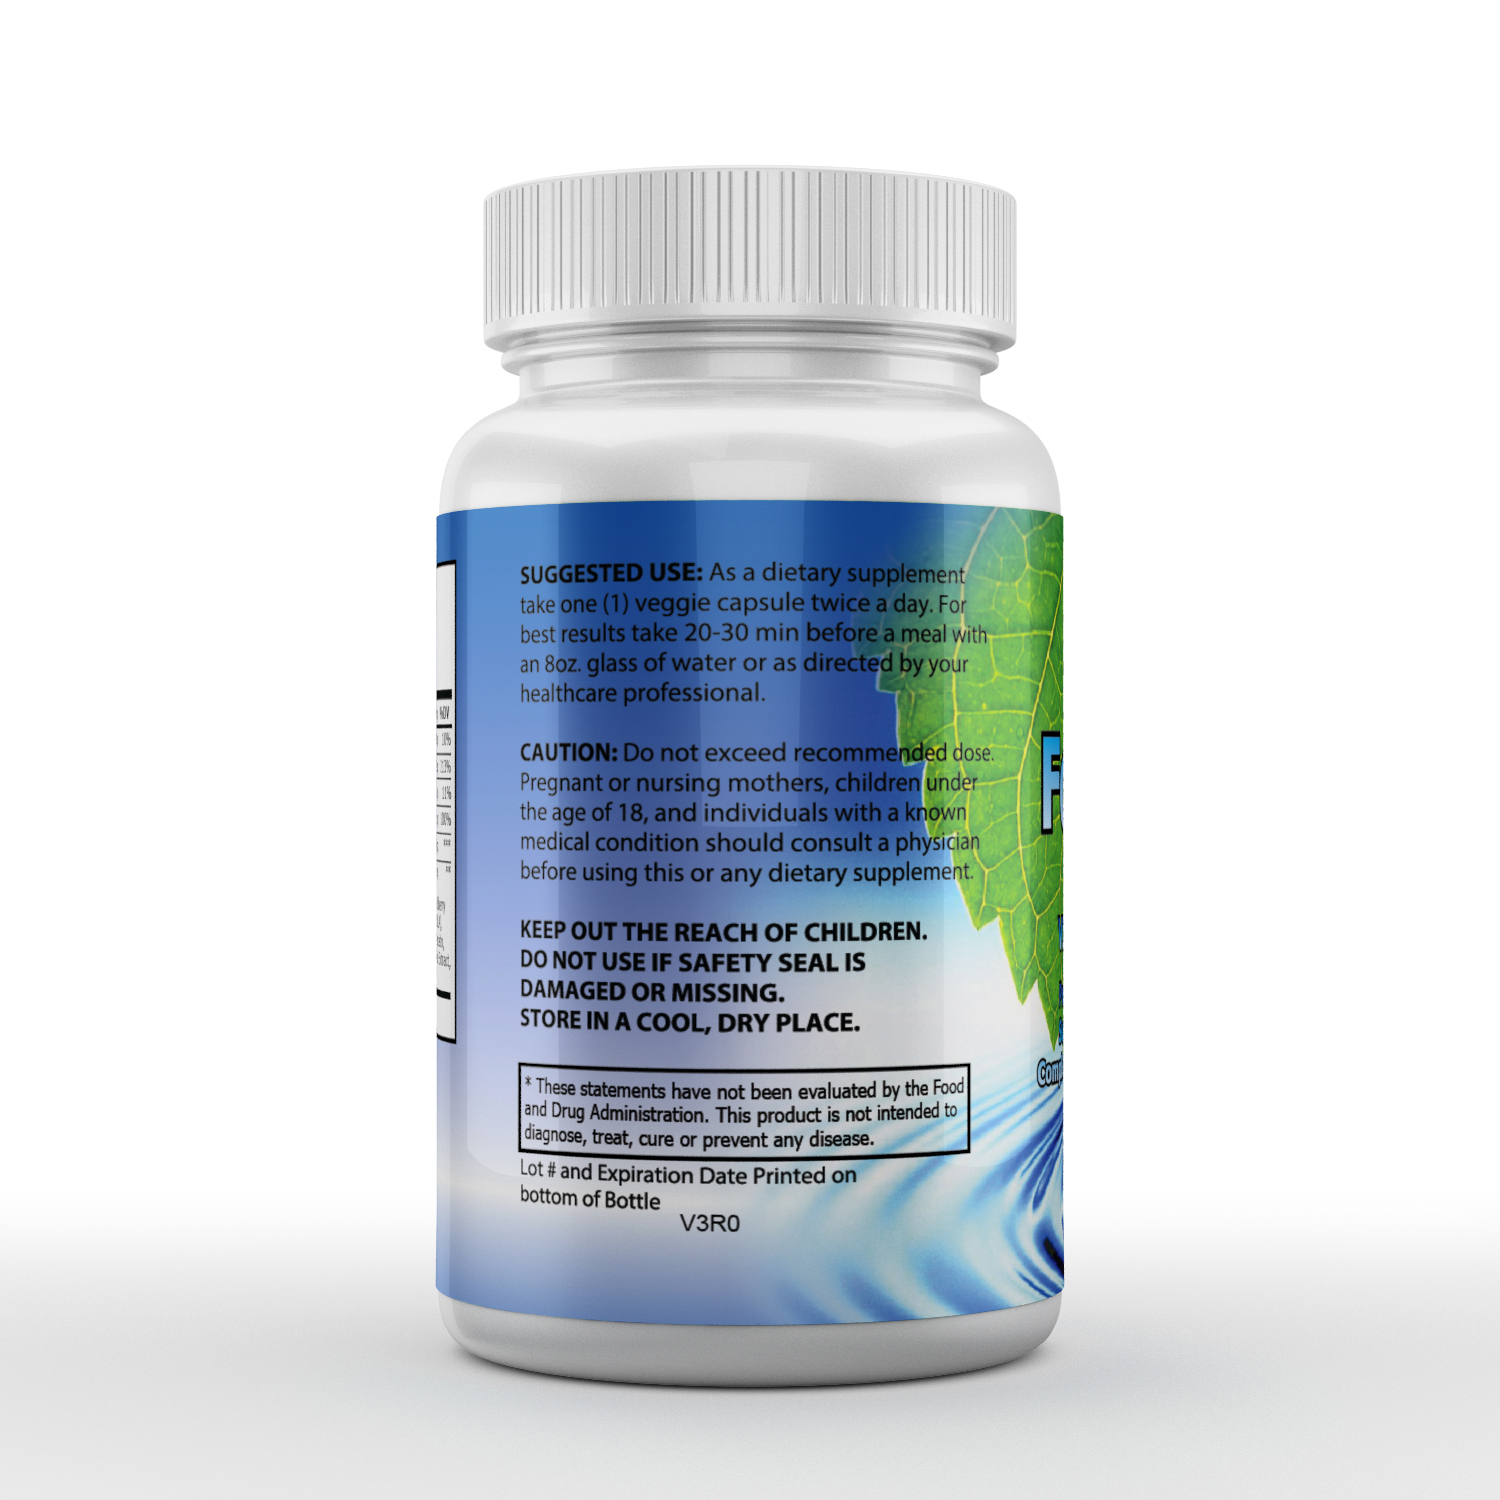 SUGGESTED USE: As a dietary supplement
take one (1) veggie capsule twice a day. For
best results take 20-30 min before a meal with
an 8oz. glass of water or as directed by your
healthcare professional.
CAUTION: Do not exceed recommended dose.
Pregnant or nursing mothers, children under
the age of 18, and individuals with a known
medical condition should consult a physician
before using this or any dietary supplement.
KEEP OUT THE REACH OF CHILDREN.
DO NOT USE IF SAFETY SEAL IS
DAMAGED OR MISSING.
STORE IN A COOL, DRY PLACE.
* These statements have not been evaluated by the Food
and Drug Administration. This product is not intended to
diagnose, treat, cure or prevent any disease.
Lot # and Expiration Date Printed on
bottom of Bottle
V3R0
%DV